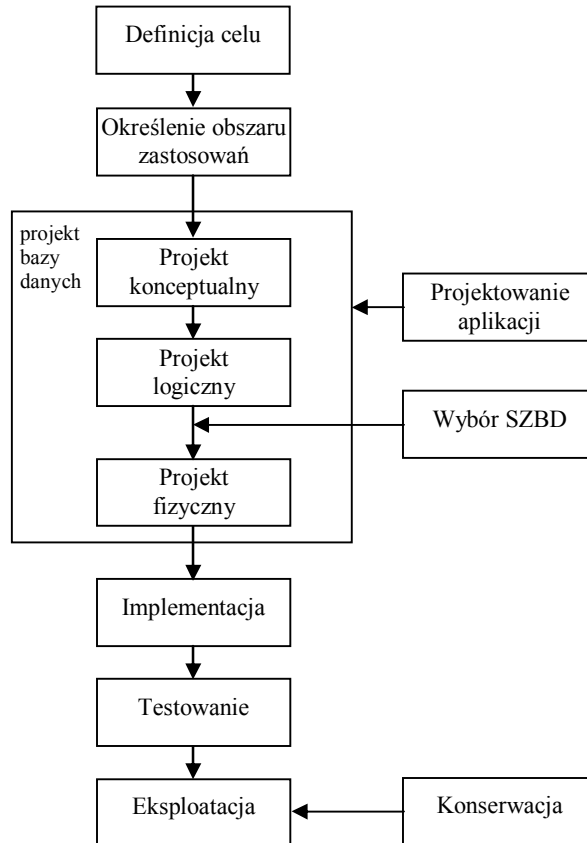 Definicja celu
Określenie obszaru
zastosowań
projekt
bazy
danych
Projekt
konceptualny
Projektowanie
aplikacji
Projekt
logiczny
Wybór SZBD
Projekt
fizyczny
Implementacja
Testowanie
Eksploatacja
Konserwacja